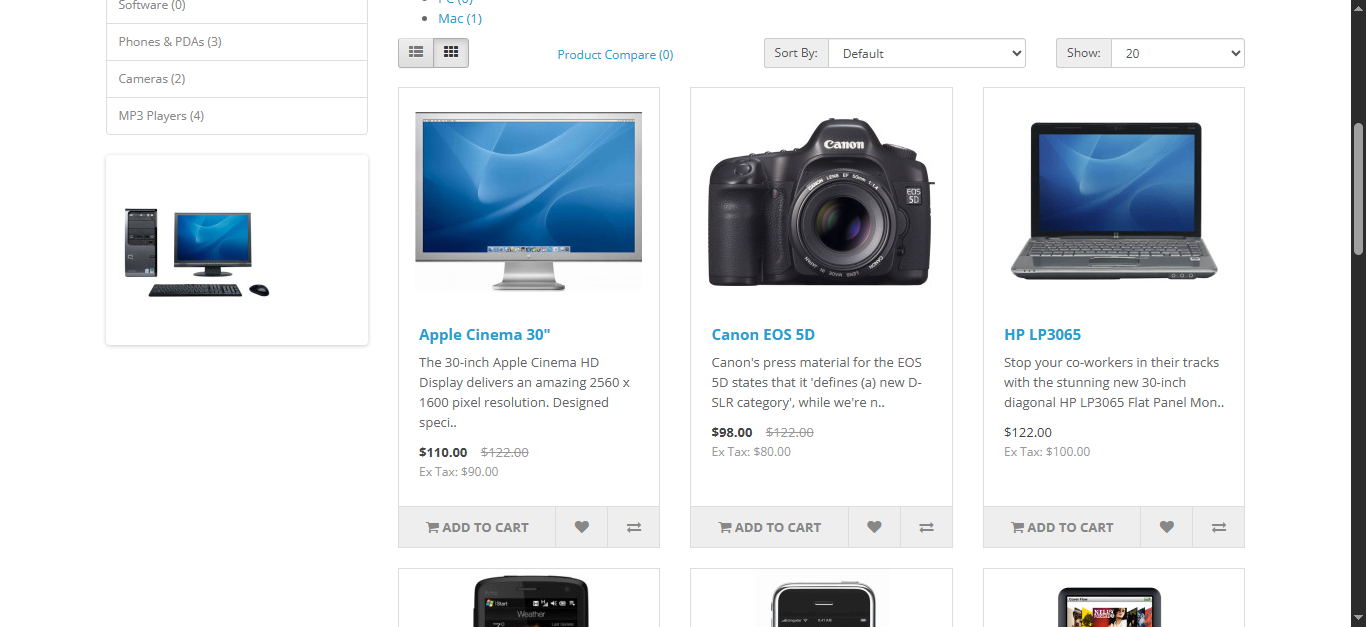 Software (0)
Phones & PDAs (3)
Cameras (2)
MP3 Players (4)
Mac (1)
Product Compare (0)
Sort By: Default
Show: 20
Canon
EOS
5D
Apple Cinema 30"
The 30-inch Apple Cinema HD
Display delivers an amazing 2560 x
1600 pixel resolution. Designed
speci..
$110.00 $122.00
Ex Tax: $90.00
ADD TO CART
Canon EOS 5D
Canon's press material for the EOS
5D states that it 'defines (a) new D-
SLR category', while we're n..
$98.00 $122.00
Ex Tax: $80.00
ADD TO CART
HP LP3065
Stop your co-workers in their tracks
with the stunning new 30-inch
diagonal HP LP3065 Flat Panel Mon..
$122.00
Ex Tax: $100.00
ADD TO CART
Start
Weather